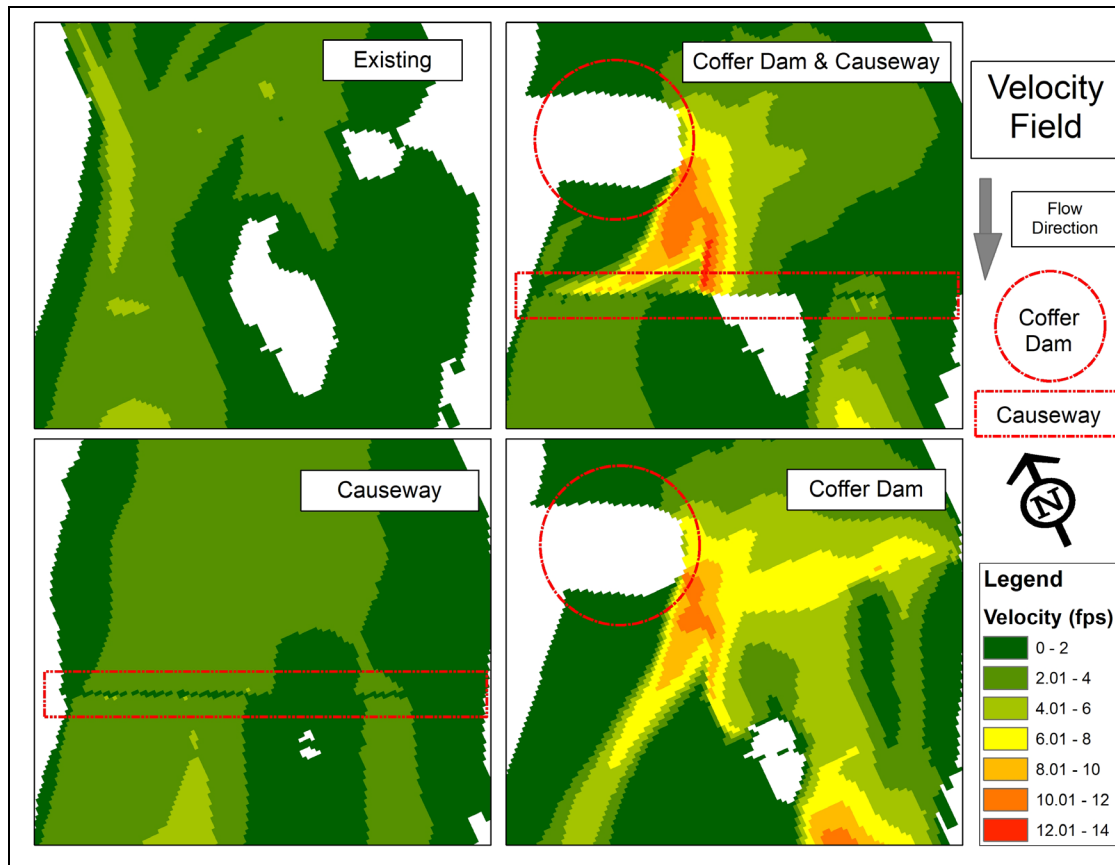 Existing
Coffer Dam & Causeway
Velocity
Field
Flow
Direction
Coffer
Dam
Causeway
N
Causeway
Coffer Dam
Legend
Velocity (fps)
0 - 2
2.01 - 4
4.01 - 6
6.01 - 8
8.01 - 10
10.01 - 12
12.01 - 14